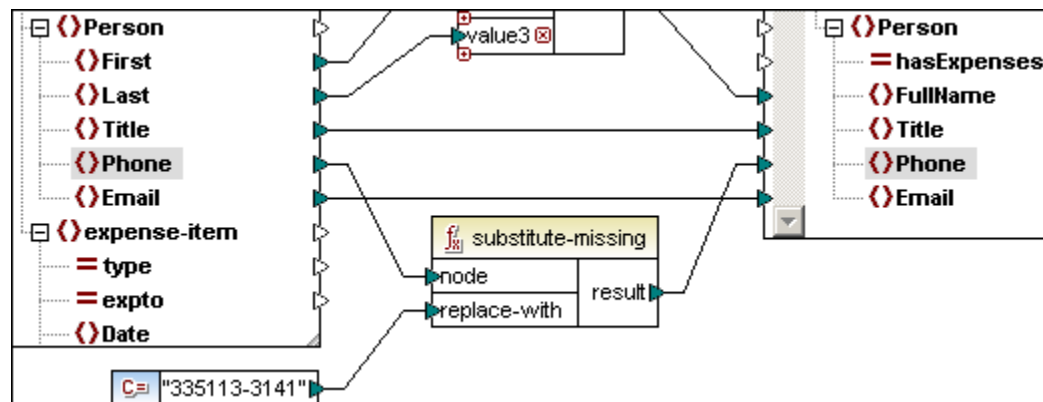 Person
First
Last
Title
Phone
Email
expense-item
type
expto
Date
value3
substitute-missing
node
replace-with
result
C= "335113-3141"
Person
hasExpenses
FullName
Title
Phone
Email